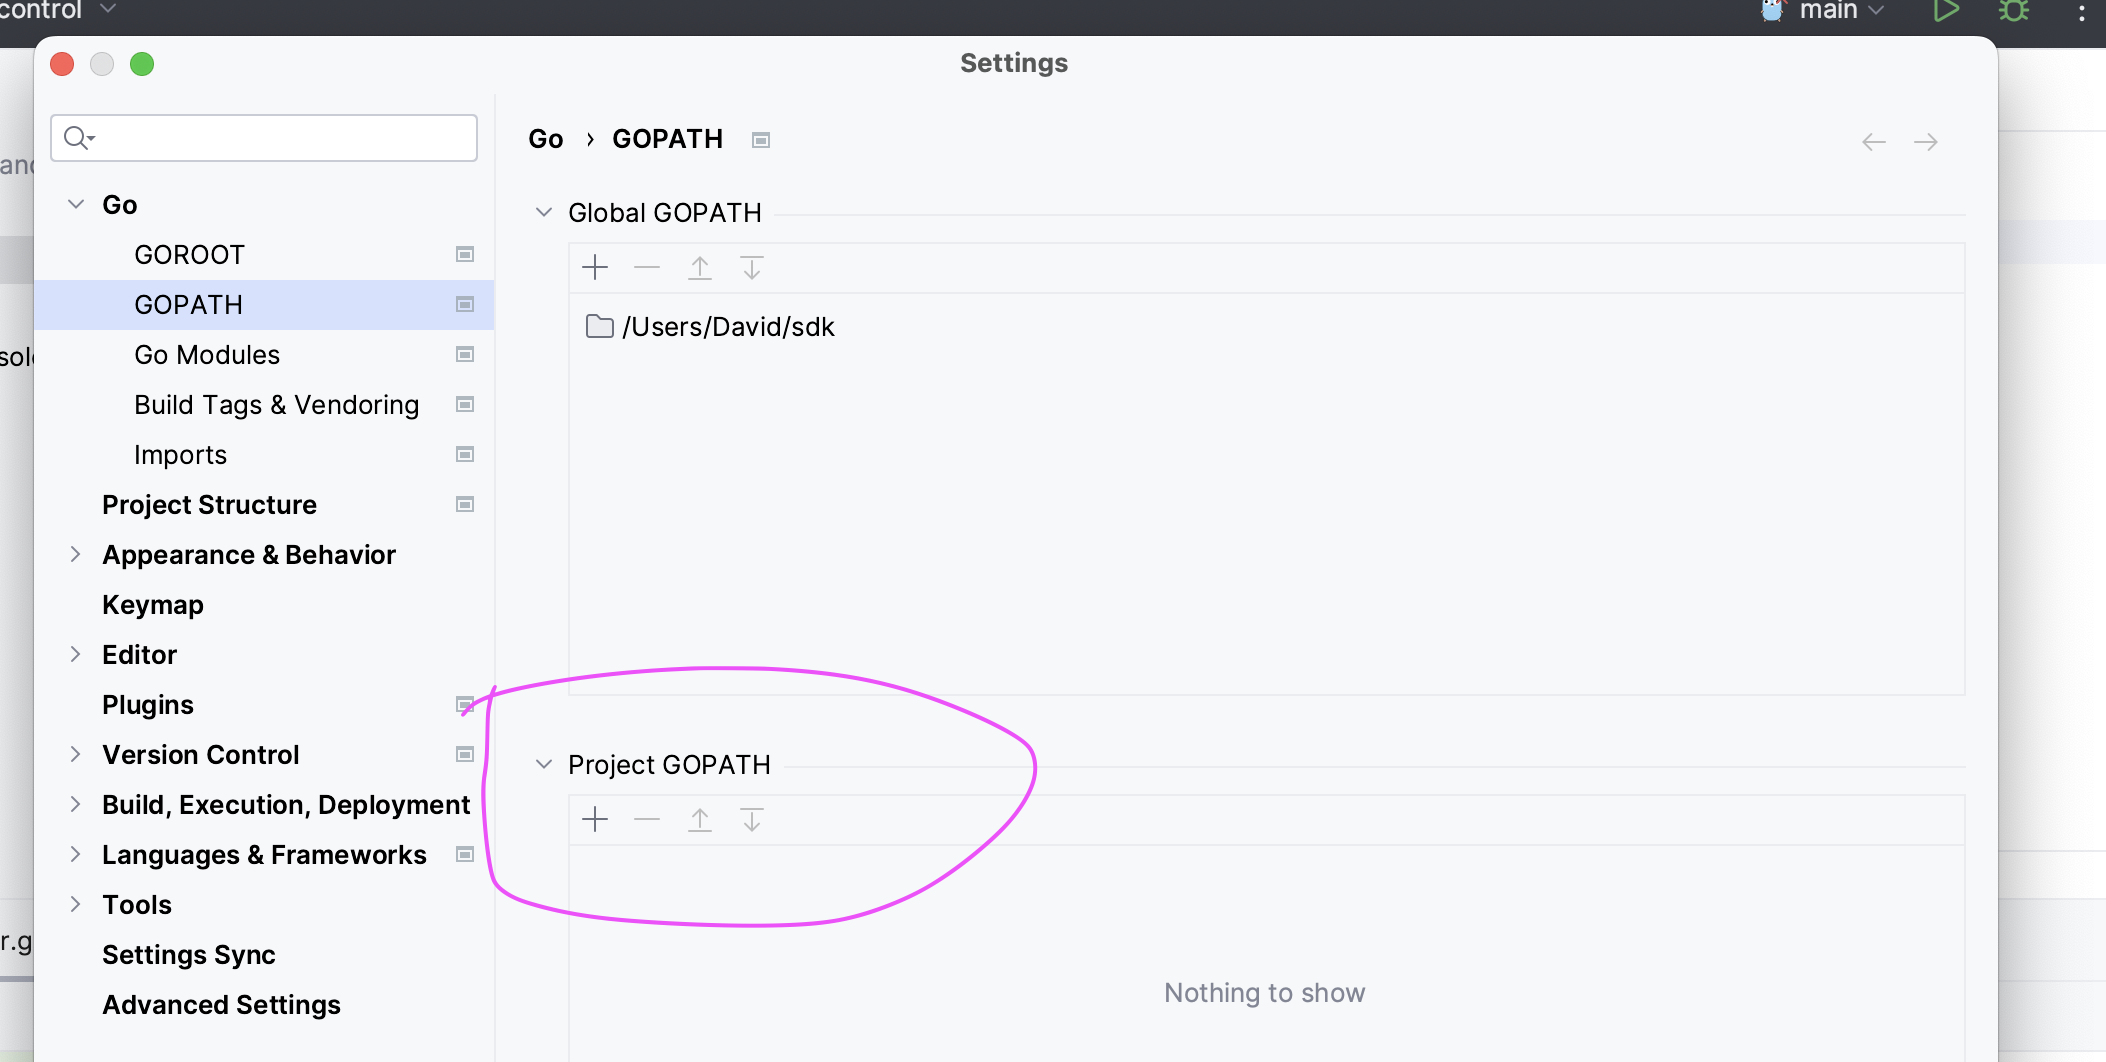 control
main
Settings
Go › GOPATH
Go
GOROOT
GOPATH
Go Modules
Build Tags & Vendoring
Imports
Project Structure
Appearance & Behavior
Keymap
Editor
Plugins
Version Control
Build, Execution, Deployment
Languages & Frameworks
Tools
Settings Sync
Advanced Settings
Global GOPATH
/Users/David/sdk
Project GOPATH
Nothing to show